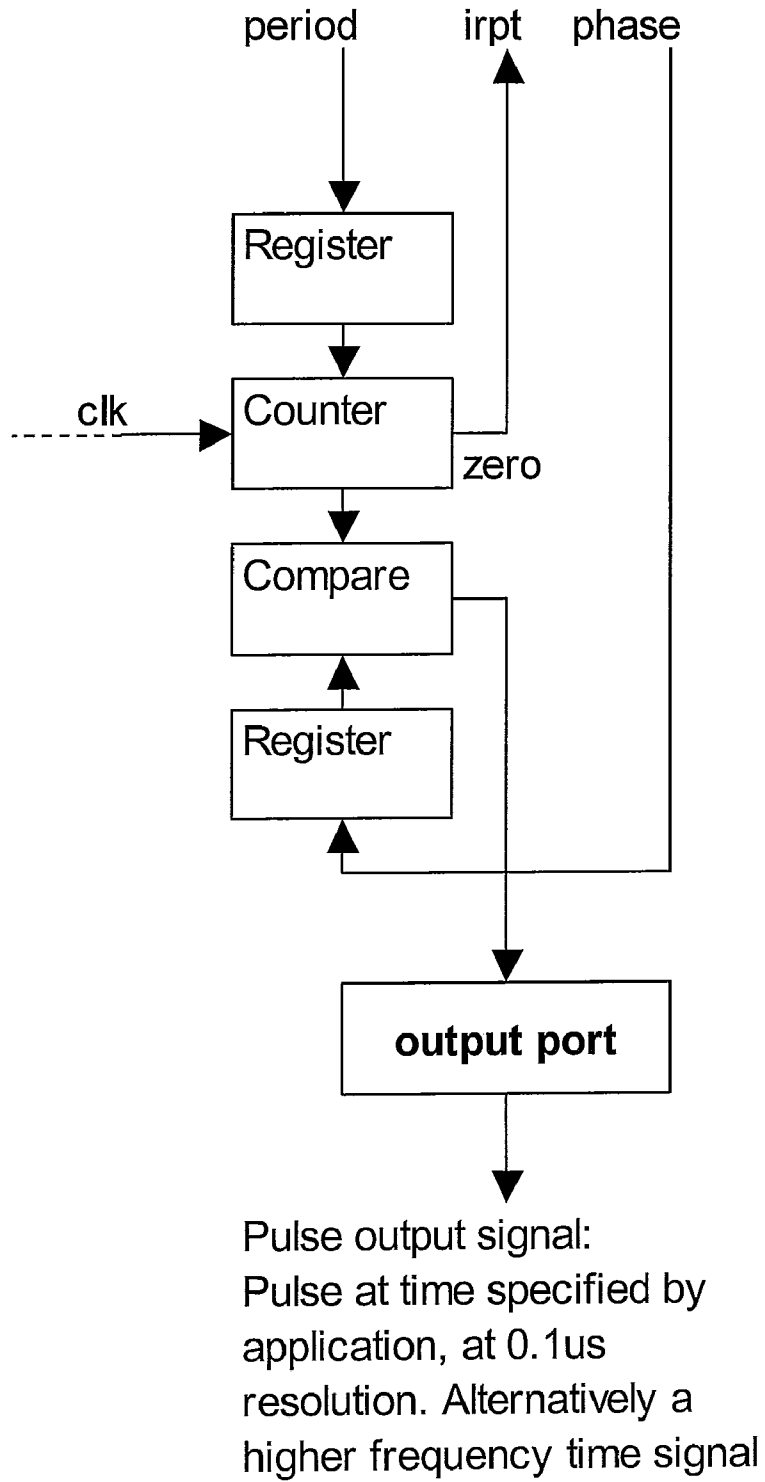 period irpt phase
Register
clk Counter
zero
Compare
Register
output port
Pulse output signal:
Pulse at time specified by
application, at 0.1us
resolution. Alternatively a
higher frequency time signal